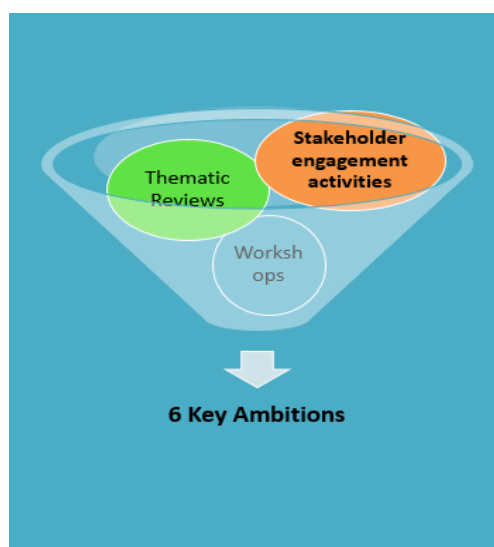 Stakeholder
engagement
activities
Thematic
Reviews
Worksh
ops
6 Key Ambitions